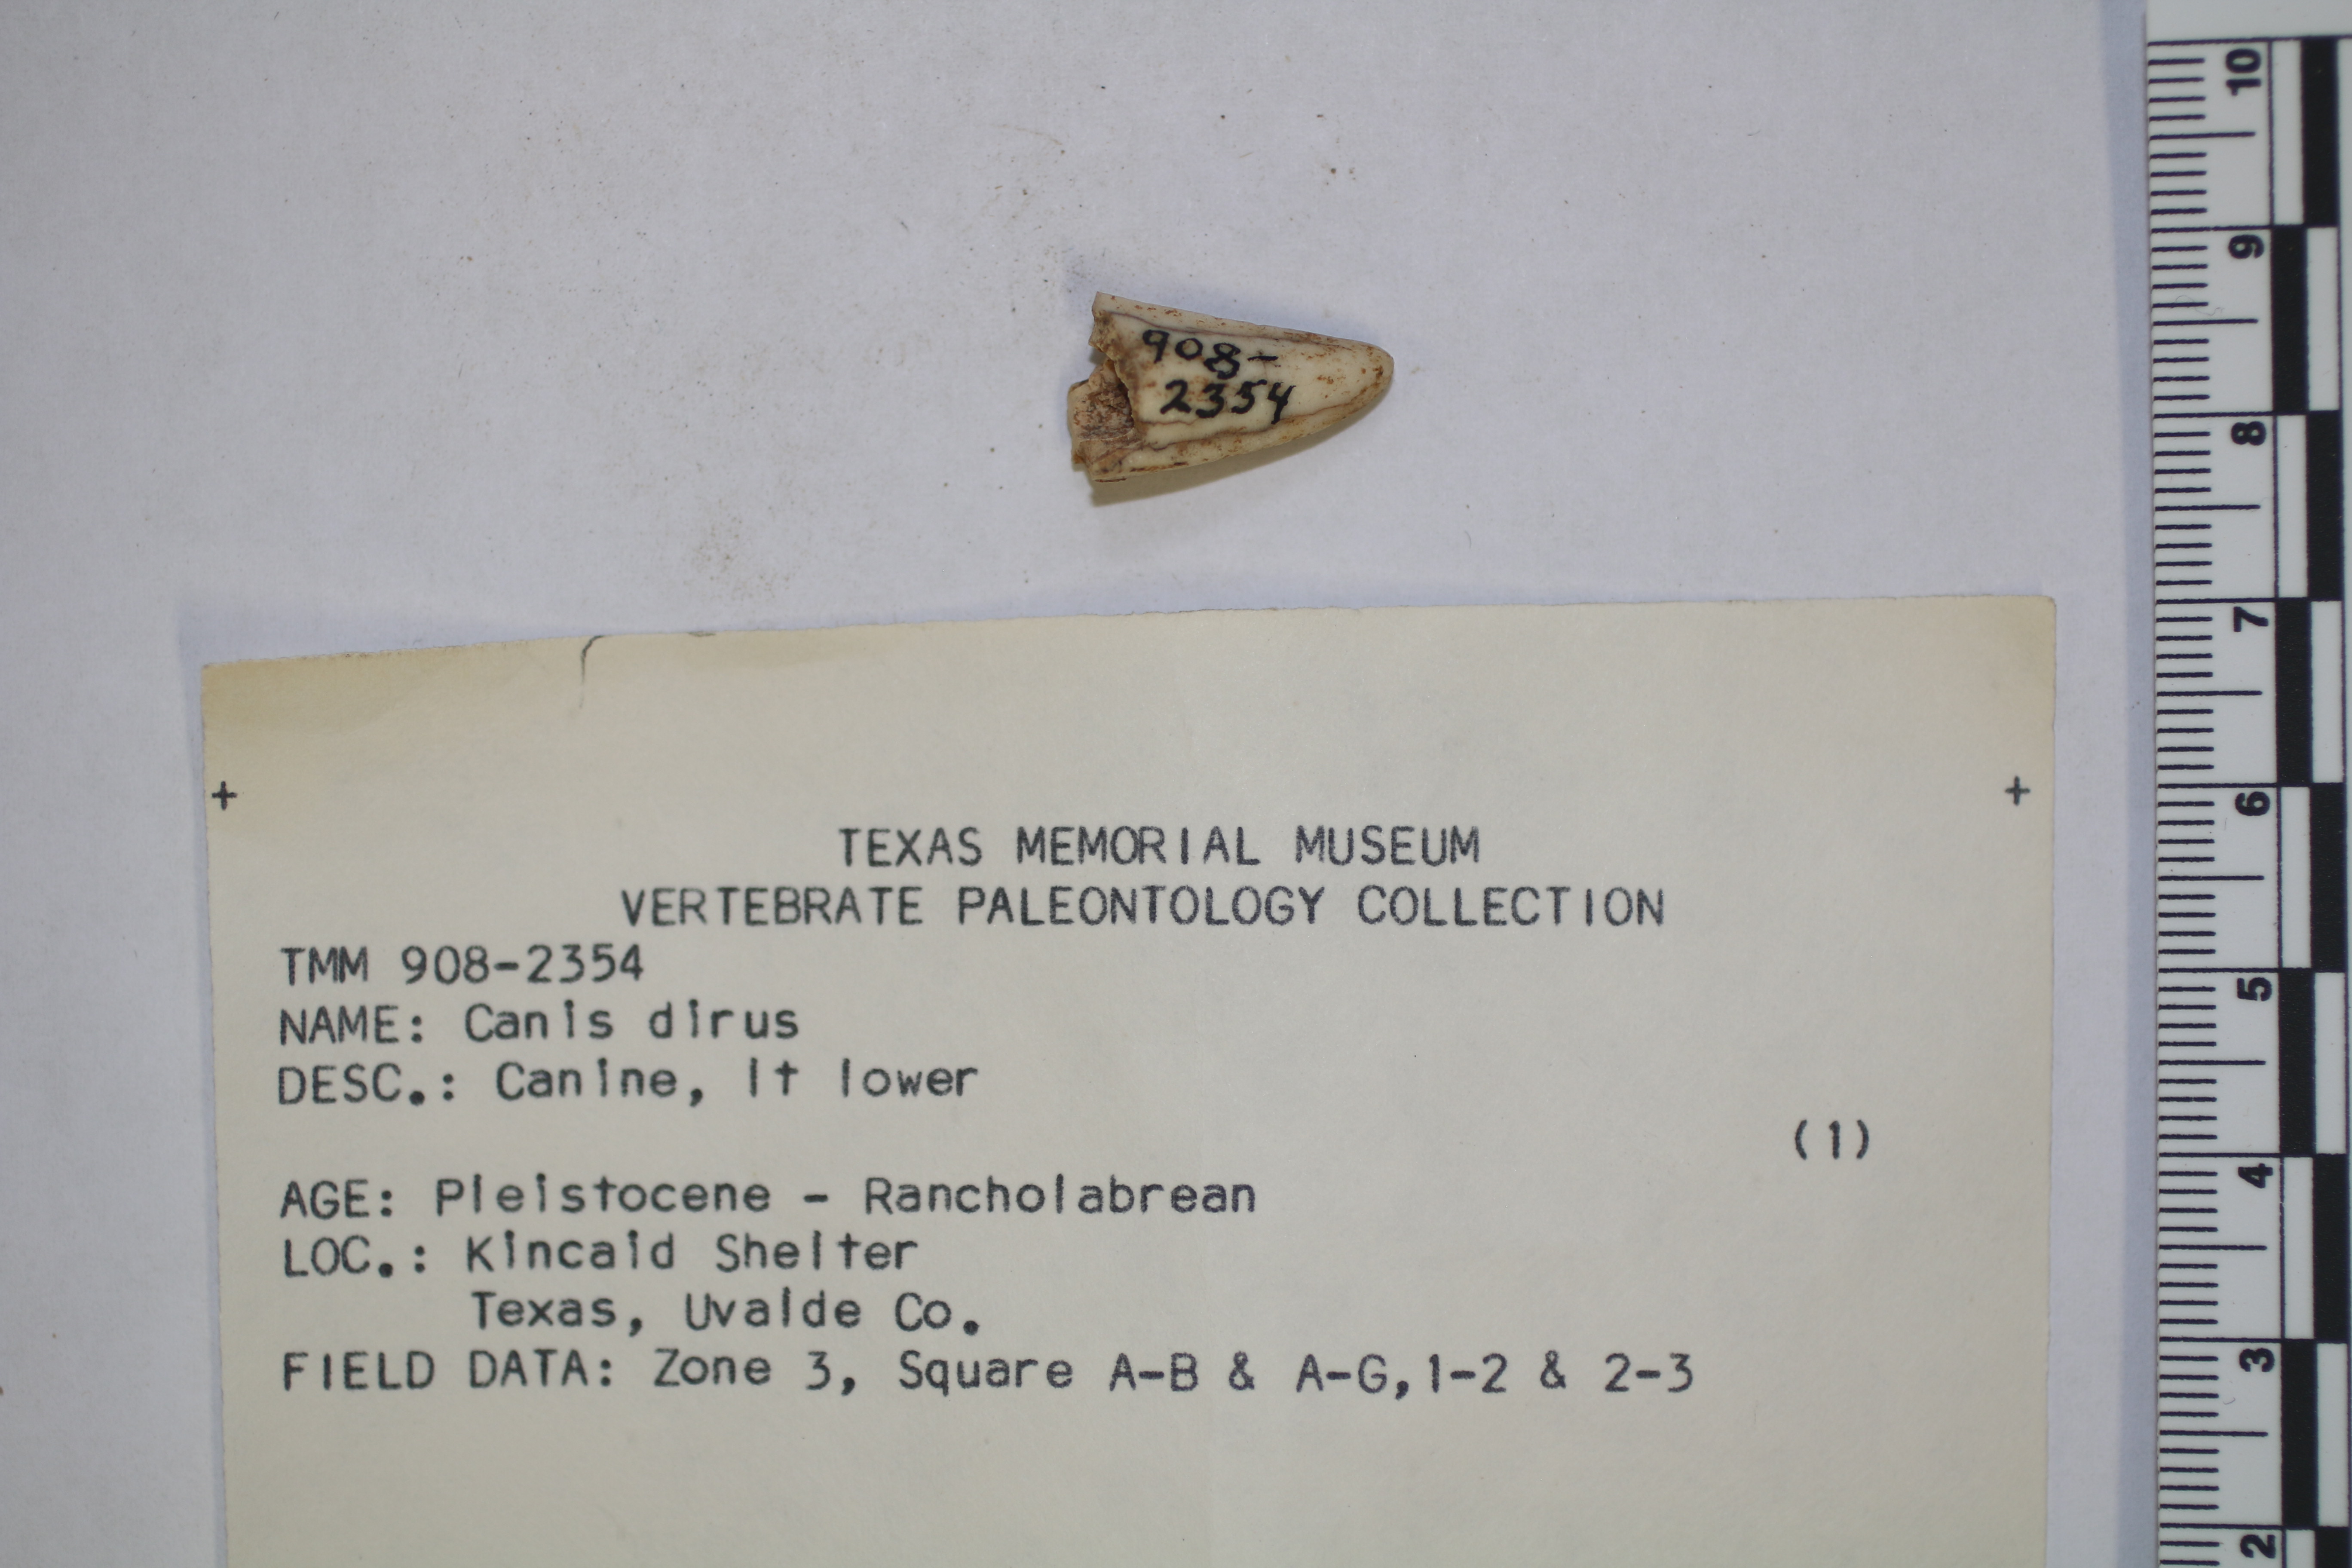 908-
2354
+ +
TEXAS MEMORIAL MUSEUM
VERTEBRATE PALEONTOLOGY COLLECTION
TMM 908-2354
NAME: Canis dirus
DESC.: Canine, lt lower
(1)
AGE: Pleistocene - Rancholabrean
LOC.: Kincaid Shelter
Texas, Uvalde Co.
FIELD DATA: Zone 3, Square A-B & A-G,1-2 & 2-3
10
9
8
7
6
5
4
3
2